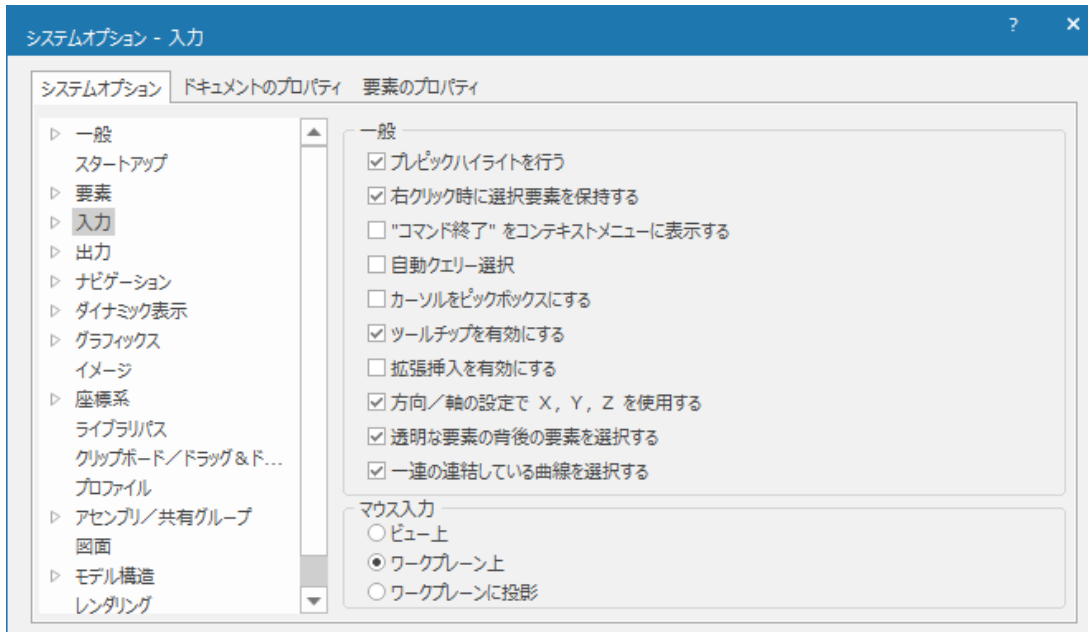 システムオプション - 入力
システムオプション ドキュメントのプロパティ 要素のプロパティ
一般
スタートアップ
要素
入力
出力
ナビゲーション
ダイナミック表示
グラフィックス
イメージ
座標系
ライブラリパス
クリップボード／ドラッグ＆ド...
プロファイル
アセンブリ／共有グループ
図面
モデル構造
レンダリング
一般
プレピックハイライトを行う
右クリック時に選択要素を保持する
"コマンド終了" をコンテキストメニューに表示する
自動クエリー選択
カーソルをピックボックスにする
ツールチップを有効にする
拡張挿入を有効にする
方向／軸の設定で X, Y, Z を使用する
透明な要素の背後の要素を選択する
一連の連結している曲線を選択する
マウス入力
ビュー上
ワークプレーン上
ワークプレーンに投影